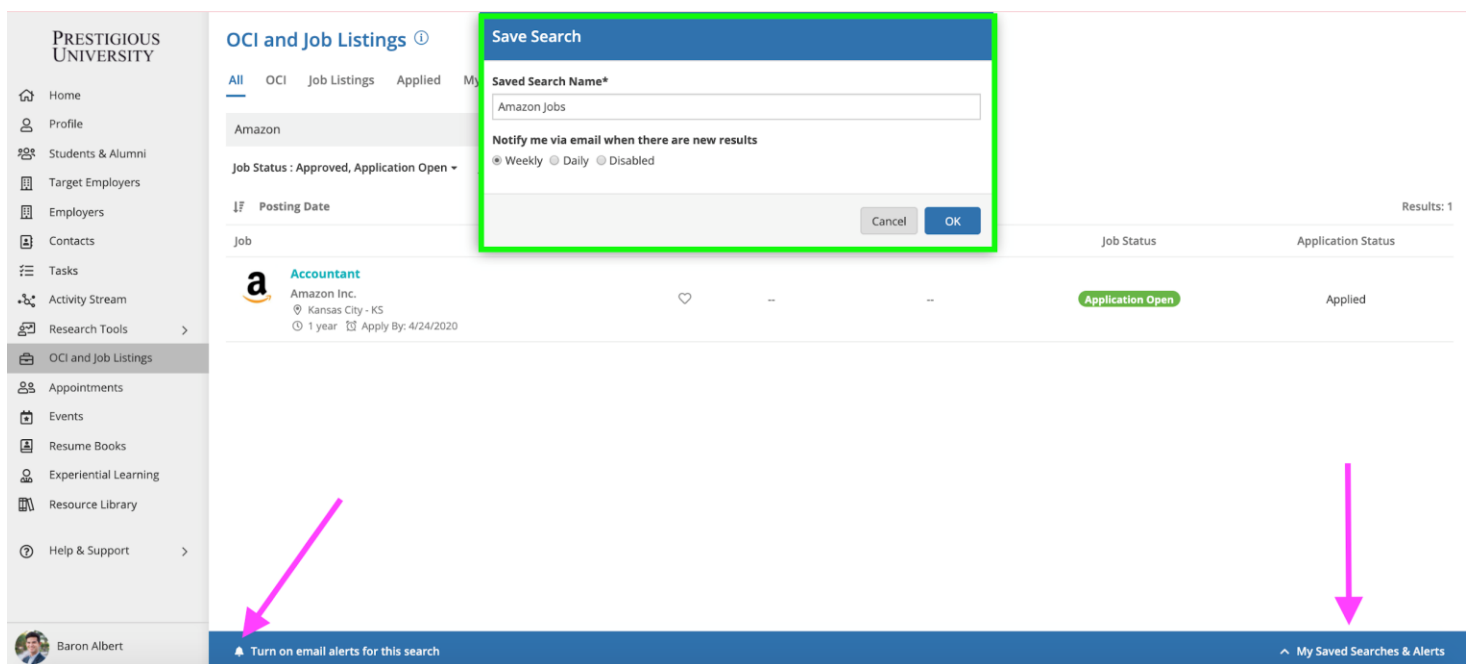 PRESTIGIOUS
UNIVERSITY
Home
Profile
Students & Alumni
Target Employers
Employers
Contacts
Tasks
Activity Stream
Research Tools
OCI and Job Listings
Appointments
Events
Resume Books
Experiential Learning
Resource Library
Help & Support
Baron Albert
OCI and Job Listings
All OCI Job Listings Applied My
Amazon
Job Status : Approved, Application Open
Posting Date
Results: 1
Job Job Status Application Status
a
Accountant
Amazon Inc.
Kansas City - KS
1 year Apply By: 4/24/2020
-- -- Application Open Applied
Save Search
Saved Search Name*
Amazon Jobs
Notify me via email when there are new results
Weekly Daily Disabled
Cancel OK
Turn on email alerts for this search
My Saved Searches & Alerts